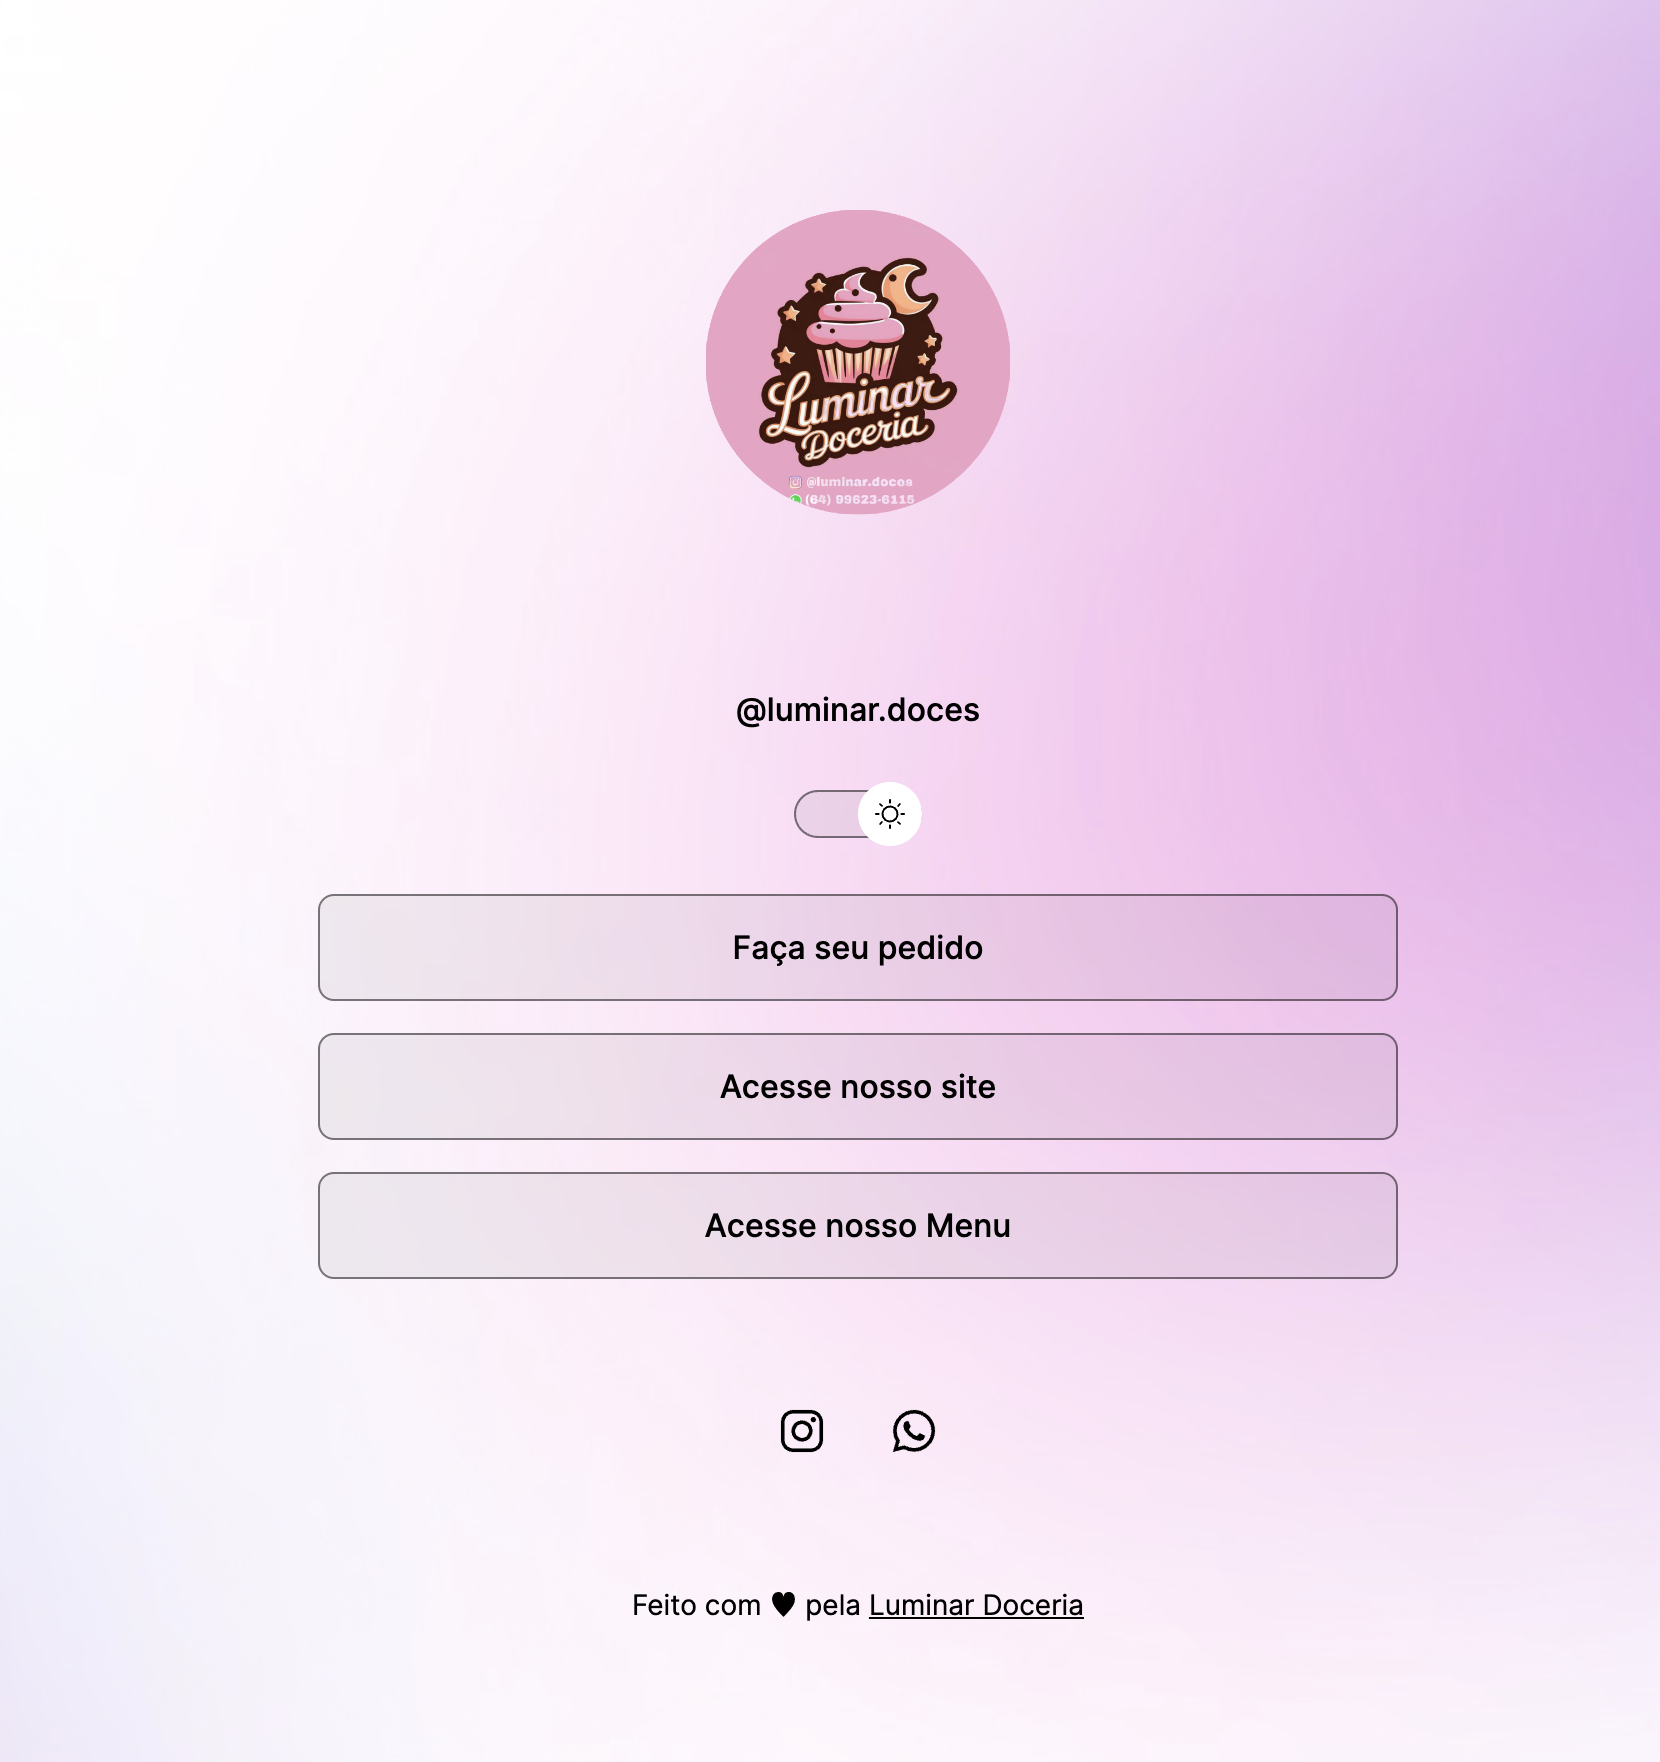 Luminar
Doceria
@luminar.docos
(64) 99623-6115
@luminar.doces
Faça seu pedido
Acesse nosso site
Acesse nosso Menu
Feito com ♥ pela Luminar Doceria